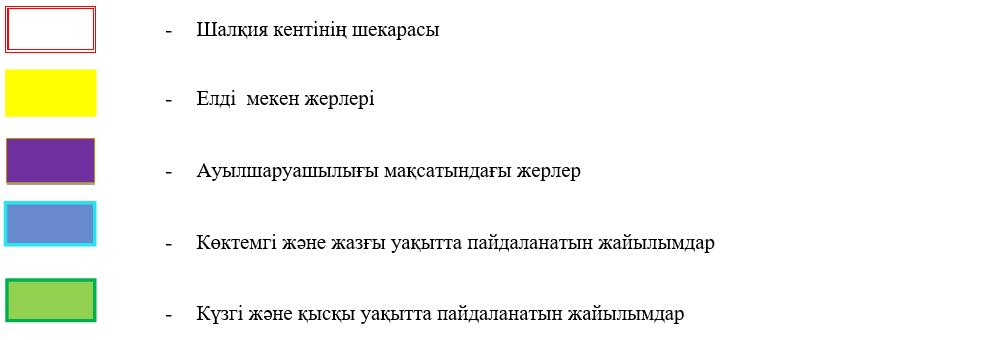 - Шалқия кентінің шекарасы
- Елді мекен жерлері
- Ауылшаруашылығы мақсатындағы жерлер
- Көктемгі және жазғы уақытта пайдаланатын жайылымдар
- Күзгі және қысқы уақытта пайдаланатын жайылымдар